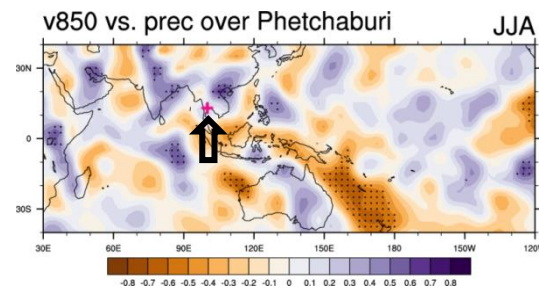 v850 vs. prec over Phetchaburi JJA
30N
0
30S
30E 60E 90E 120E 150E 180 150W 120W
-0.8 -0.7 -0.6 -0.5 -0.4 -0.3 -0.2 -0.1 0 0.1 0.2 0.3 0.4 0.5 0.6 0.7 0.8